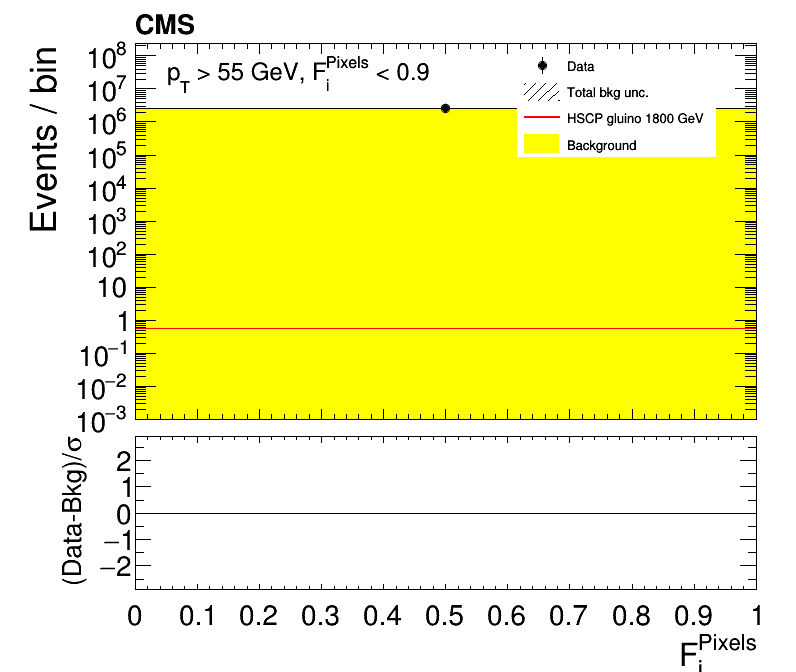 CMS
Events / bin
10^8
10^7
10^6
10^5
10^4
10^3
10^2
10
1
10^−1
10^−2
10^−3
p_T > 55 GeV, F_i^Pixels < 0.9
Data
Total bkg unc.
HSCP gluino 1800 GeV
Background
(Data-Bkg)/σ
2
1
0
−1
−2
0 0.1 0.2 0.3 0.4 0.5 0.6 0.7 0.8 0.9 1
F_i^Pixels